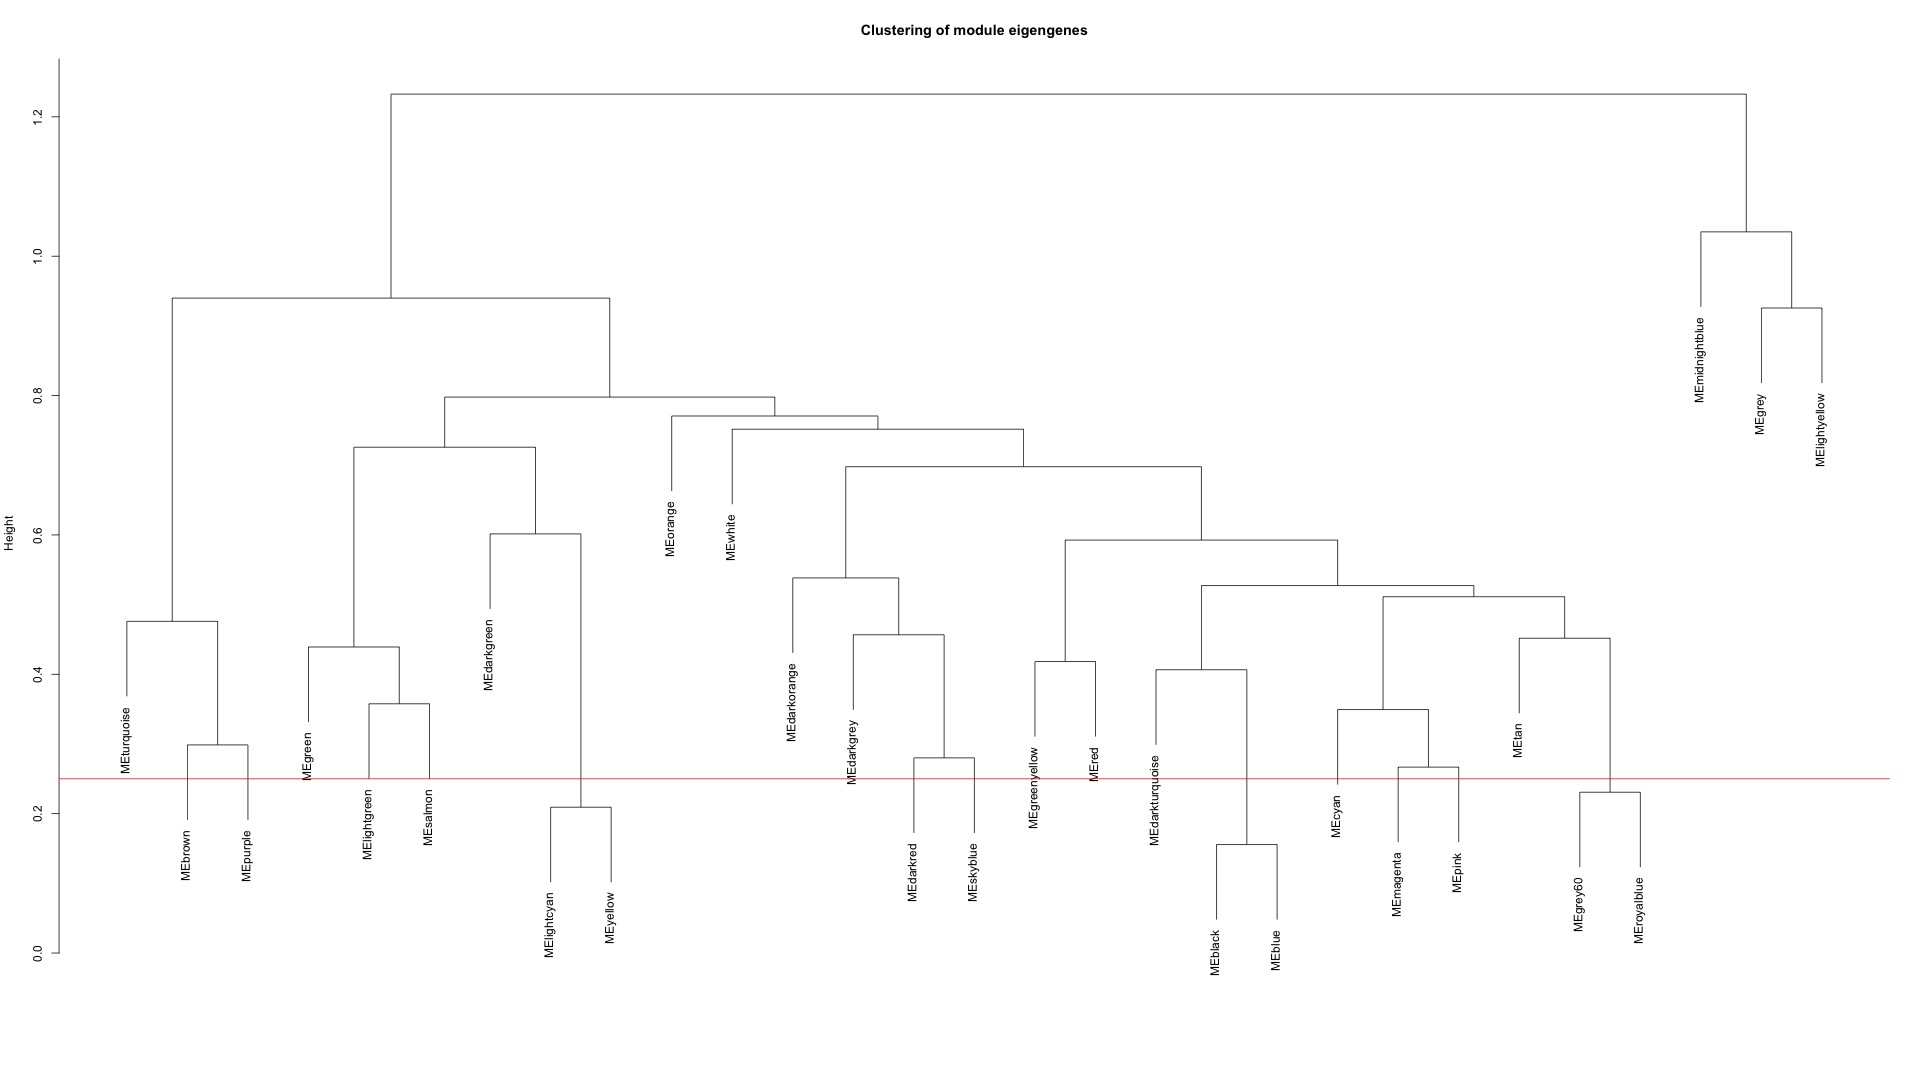 Clustering of module eigengenes
Height
1.2
1.0
0.8
0.6
0.4
0.2
0.0
MEturquoise
MEbrown
MEpurple
MEgreen
MElightgreen
MEsalmon
MEdarkgreen
MElightcyan
MEyellow
MEorange
MEwhite
MEdarkorange
MEdarkgrey
MEdarkred
MEskyblue
MEgreenyellow
MEred
MEdarkturquoise
MEblack
MEblue
MEcyan
MEmagenta
MEpink
MEtan
MEgrey60
MEroyalblue
MEmidnightblue
MEgrey
MElightyellow